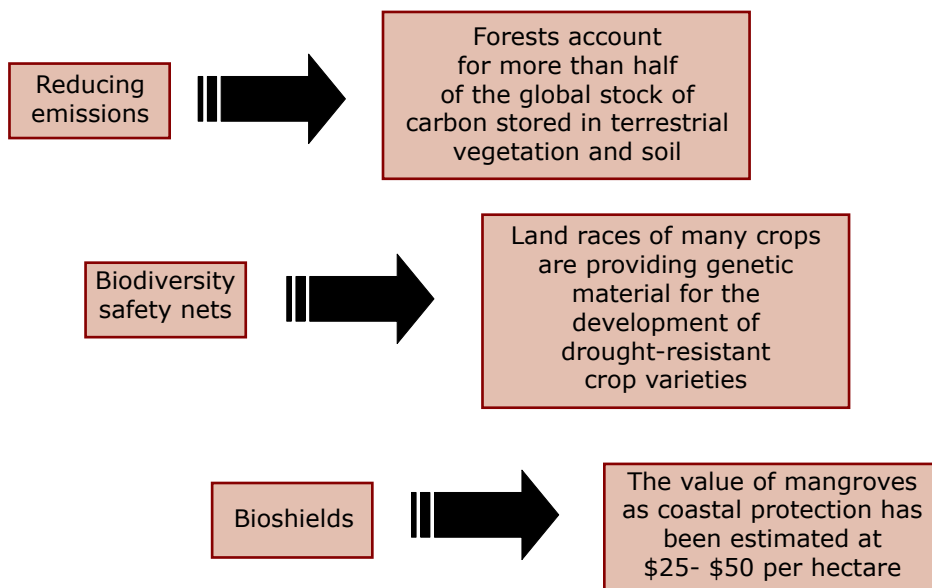 Reducing
emissions
Forests account
for more than half
of the global stock of
carbon stored in terrestrial
vegetation and soil
Biodiversity
safety nets
Land races of many crops
are providing genetic
material for the
development of
drought-resistant
crop varieties
Bioshields
The value of mangroves
as coastal protection has
been estimated at
$25- $50 per hectare